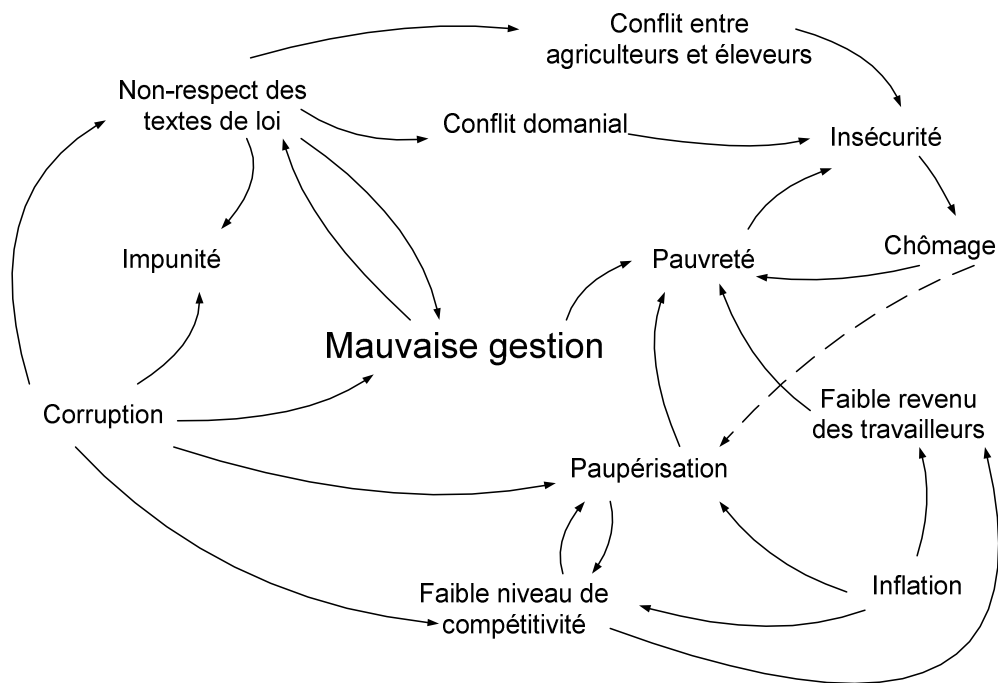 Conflit entre
agriculteurs et éleveurs
Non-respect des
textes de loi
Conflit domanial
Insécurité
Impunité
Pauvreté
Chômage
Mauvaise gestion
Corruption
Faible revenu
des travailleurs
Paupérisation
Inflation
Faible niveau de
compétitivité